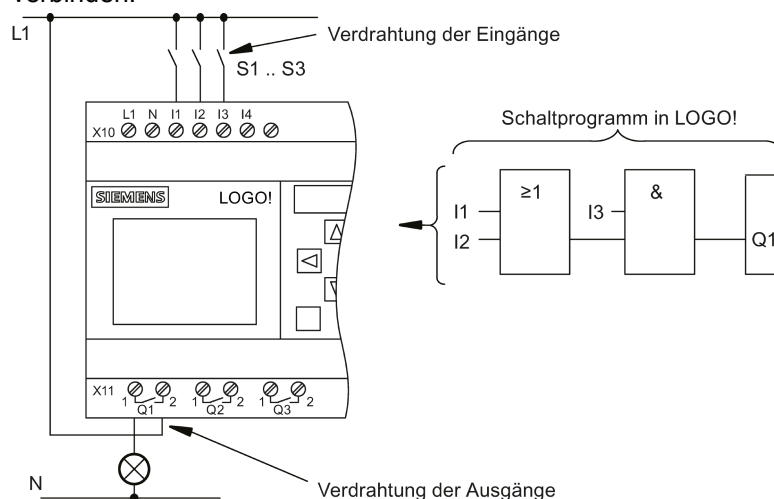 verbinden:
L1
Verdrahtung der Eingänge
S1 .. S3
L1 N I1 I2 I3 I4
X10
Schaltprogramm in LOGO!
SIEMENS LOGO!
≥1 &
I1 I3
I2 Q1
X11
1 2 1 2 1 2
Q1 Q2 Q3
N
Verdrahtung der Ausgänge